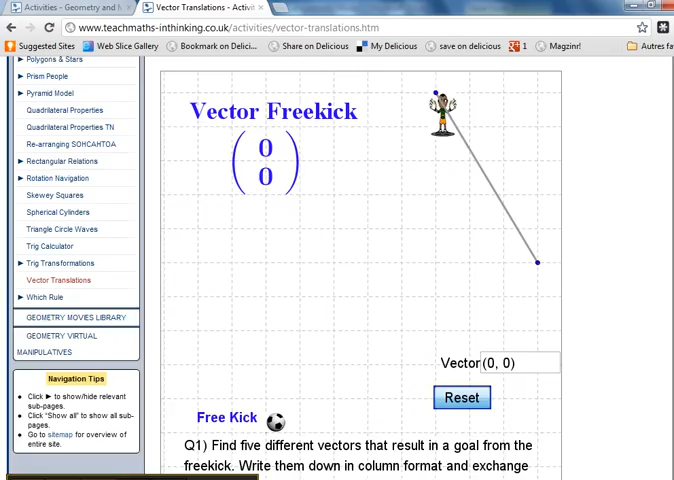 Activities - Geometry and N
Vector Translations - Activit
www.teachmaths-inthinking.co.uk/activities/vector-translations.htm
Suggested Sites
Web Slice Gallery
Bookmark on Delici...
Share on Delicious
My Delicious
save on delicious
+1
Magzinr!
Autres fa
Polygons & Stars
Prism People
Pyramid Model
Quadrilateral Properties
Quadrilateral Properties TN
Re-arranging SOHCAHTOA
Rectangular Relations
Rotation Navigation
Skewey Squares
Spherical Cylinders
Triangle Circle Waves
Trig Calculator
Trig Transformations
Vector Translations
Which Rule
GEOMETRY MOVIES LIBRARY
GEOMETRY VIRTUAL
MANIPULATIVES
Navigation Tips
Click ► to show/hide relevant
sub-pages.
Click "Show all" to show all sub-
pages.
Go to sitemap for overview of
entire site.
Vector Freekick
0
0
Vector (0, 0)
Reset
Free Kick
Q1) Find five different vectors that result in a goal from the
freekick. Write them down in column format and exchange